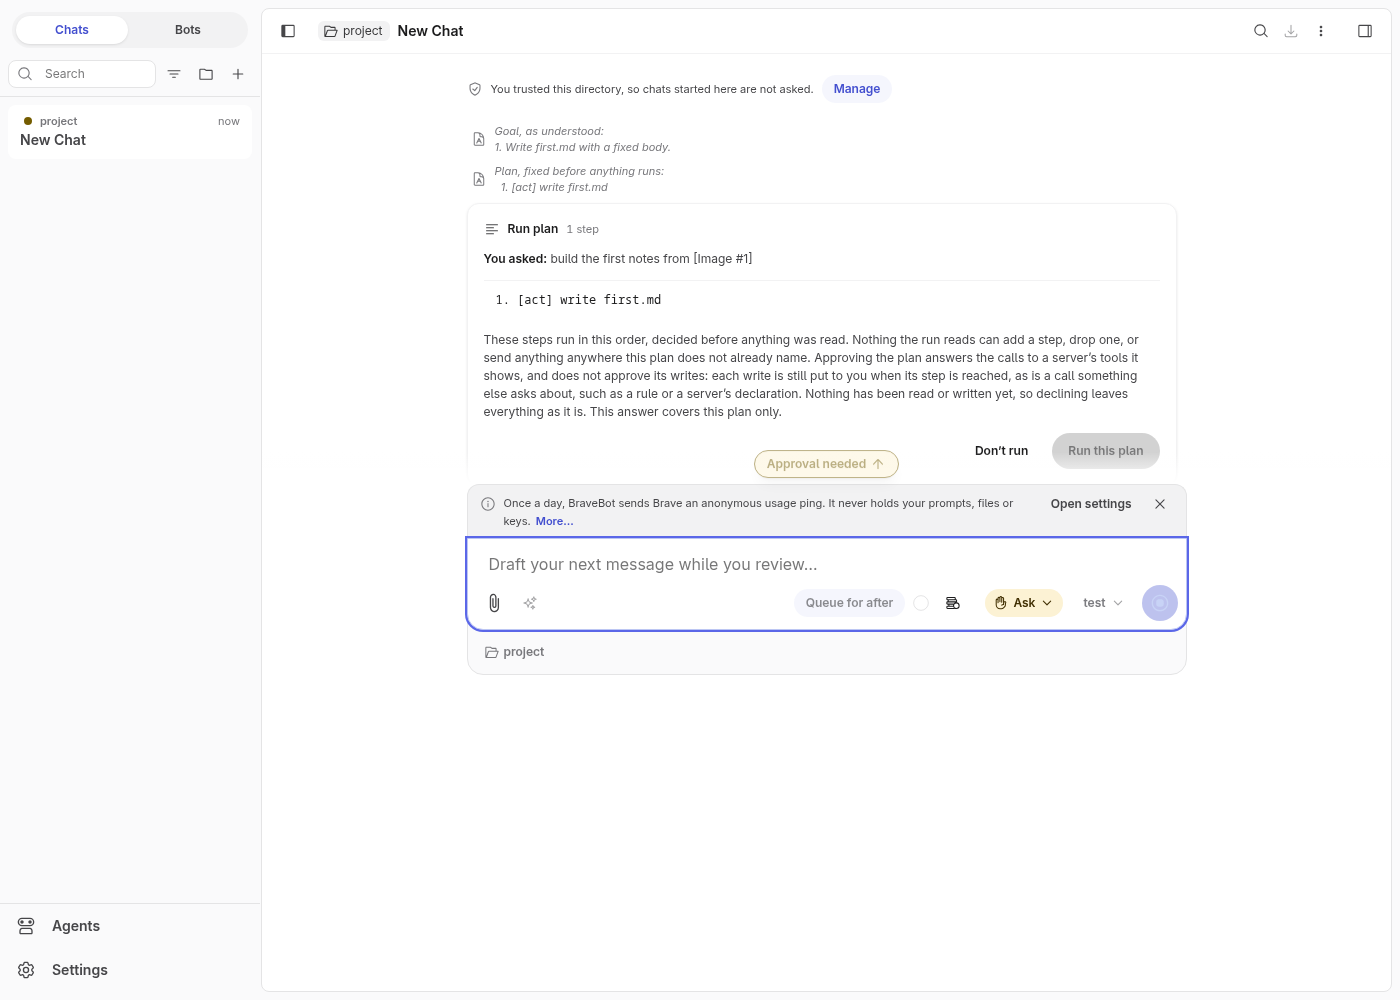 Chats
Bots
Search
project
now
New Chat
Agents
Settings
project
New Chat
You trusted this directory, so chats started here are not asked.
Manage
Goal, as understood:
1. Write first.md with a fixed body.
Plan, fixed before anything runs:
1. [act] write first.md
Run plan
1 step
You asked: build the first notes from [Image #1]
1. [act] write first.md
These steps run in this order, decided before anything was read. Nothing the run reads can add a step, drop one, or
send anything anywhere this plan does not already name. Approving the plan answers the calls to a server’s tools it
shows, and does not approve its writes: each write is still put to you when its step is reached, as is a call something
else asks about, such as a rule or a server’s declaration. Nothing has been read or written yet, so declining leaves
everything as it is. This answer covers this plan only.
Don’t run
Run this plan
Approval needed
Once a day, BraveBot sends Brave an anonymous usage ping. It never holds your prompts, files or
keys. More...
Open settings
Draft your next message while you review...
Queue for after
Ask
test
project